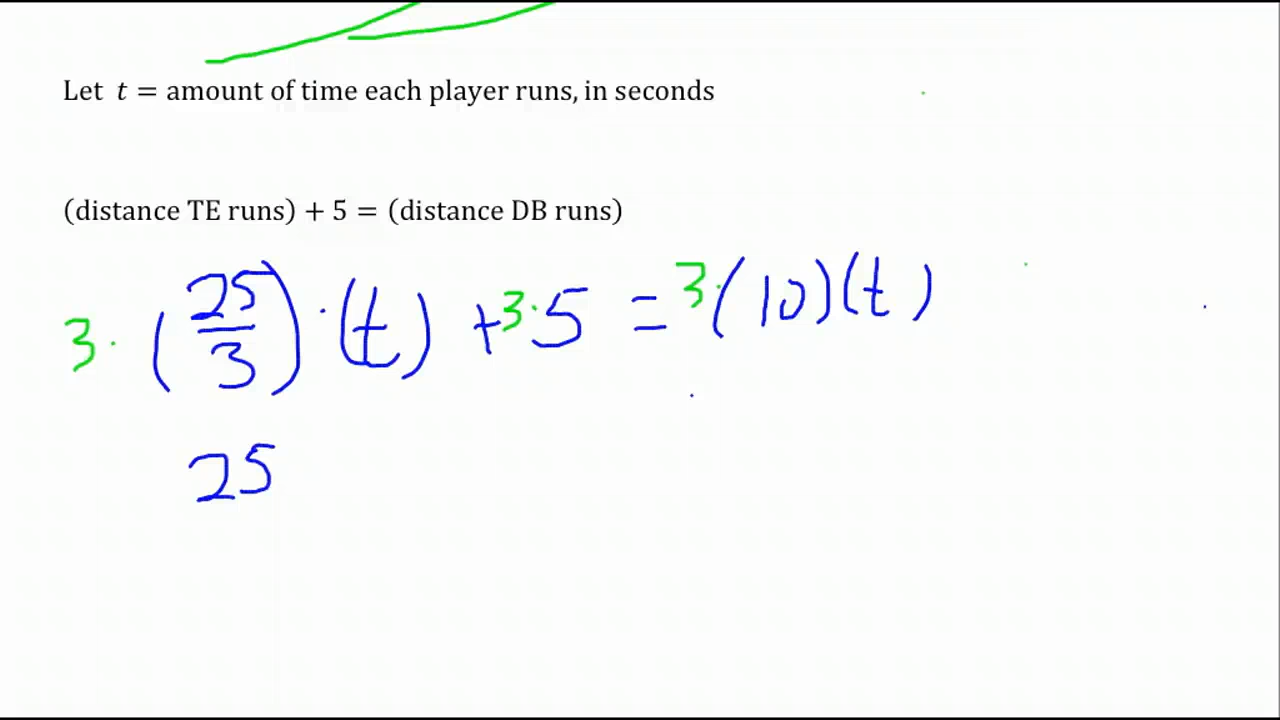 Let t = amount of time each player runs, in seconds
(distance TE runs) + 5 = (distance DB runs)
3 · (25/3) · (t) + 3 · 5 = 3 · (10)(t)
25